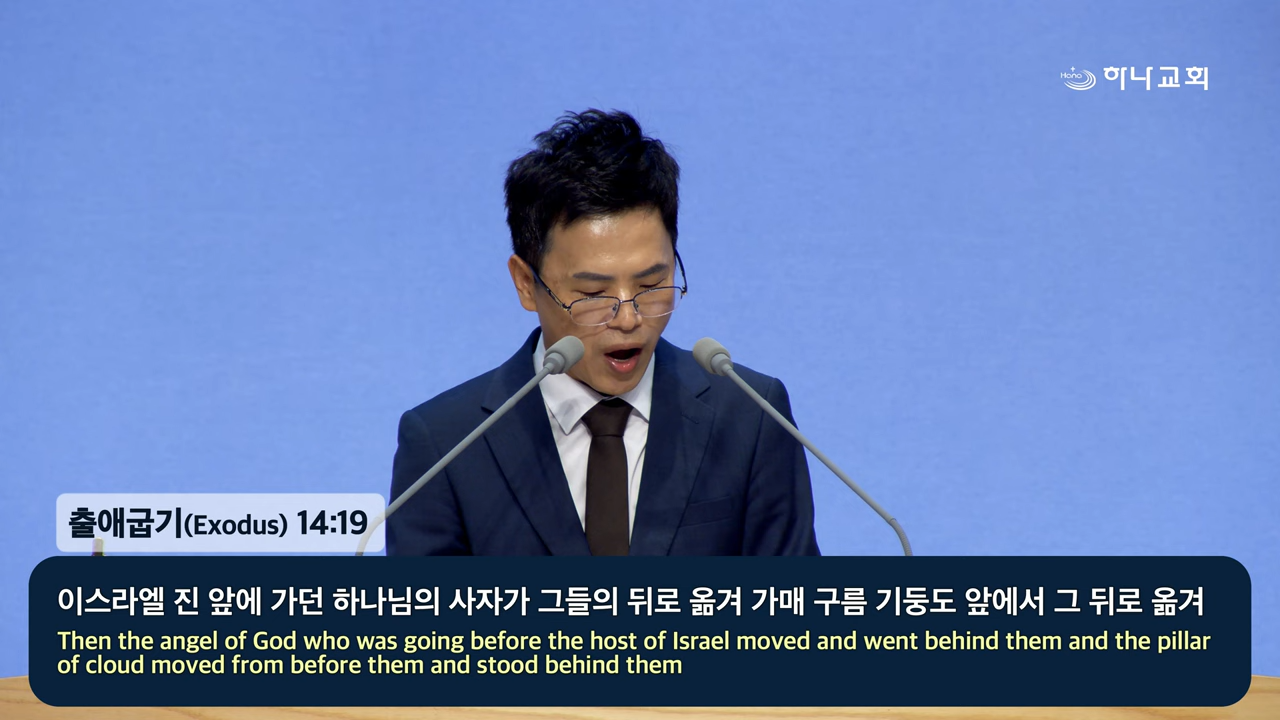 Hana 하나교회
출애굽기(Exodus) 14:19
이스라엘 진 앞에 가던 하나님의 사자가 그들의 뒤로 옮겨 가매 구름 기둥도 앞에서 그 뒤로 옮겨
Then the angel of God who was going before the host of Israel moved and went behind them and the pillar
of cloud moved from before them and stood behind them